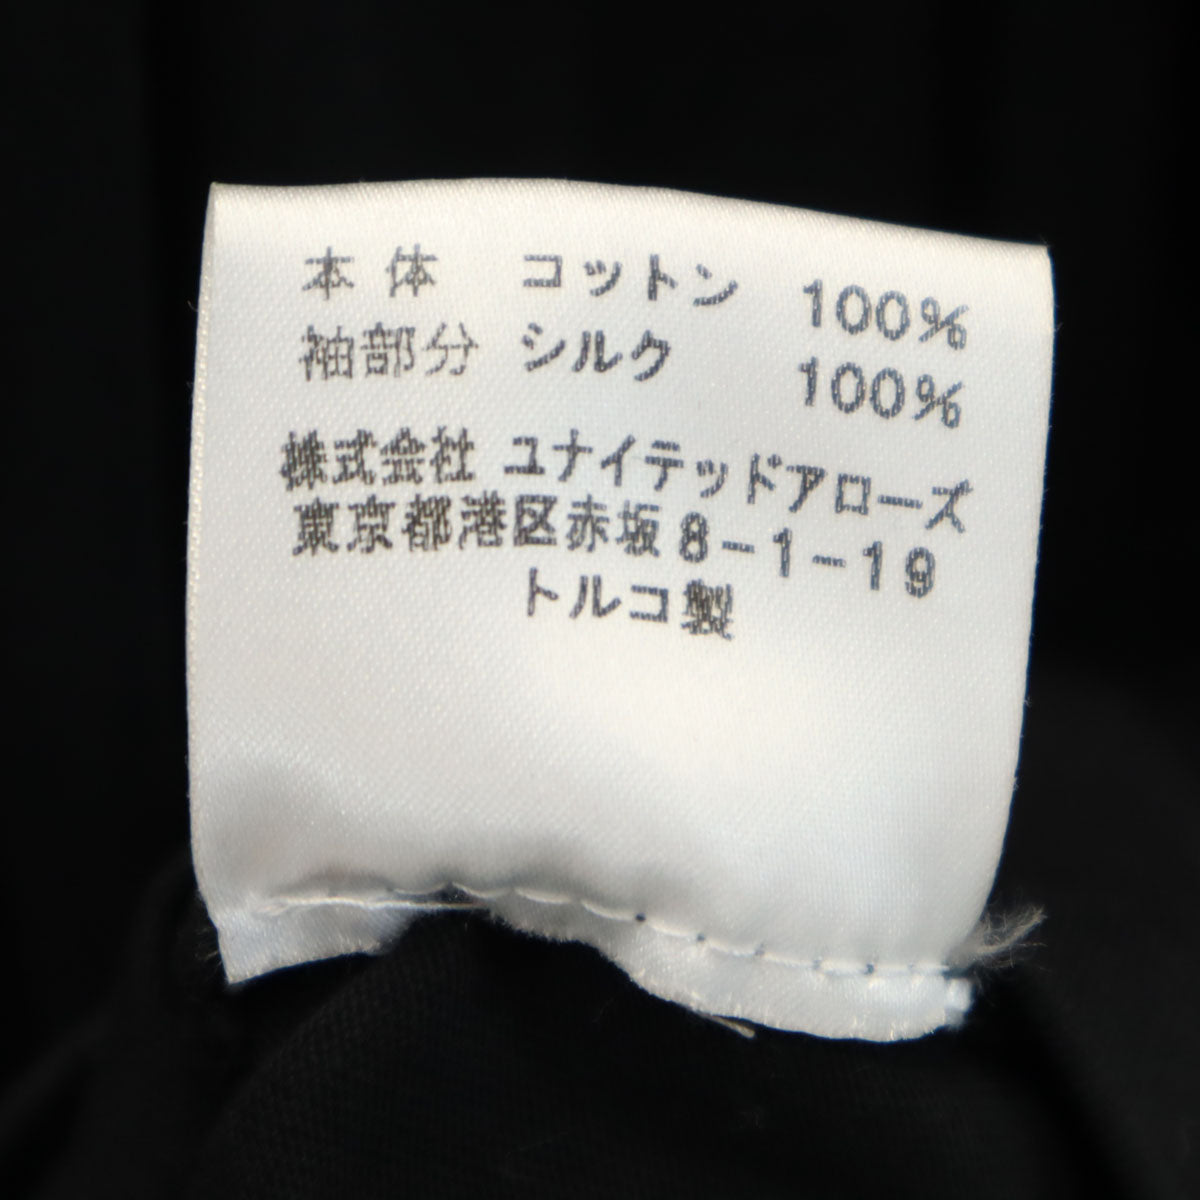 本体 コットン 100%
袖部分 シルク 100%
株式会社 ユナイテッドアローズ
東京都港区赤坂8-1-19
トルコ製